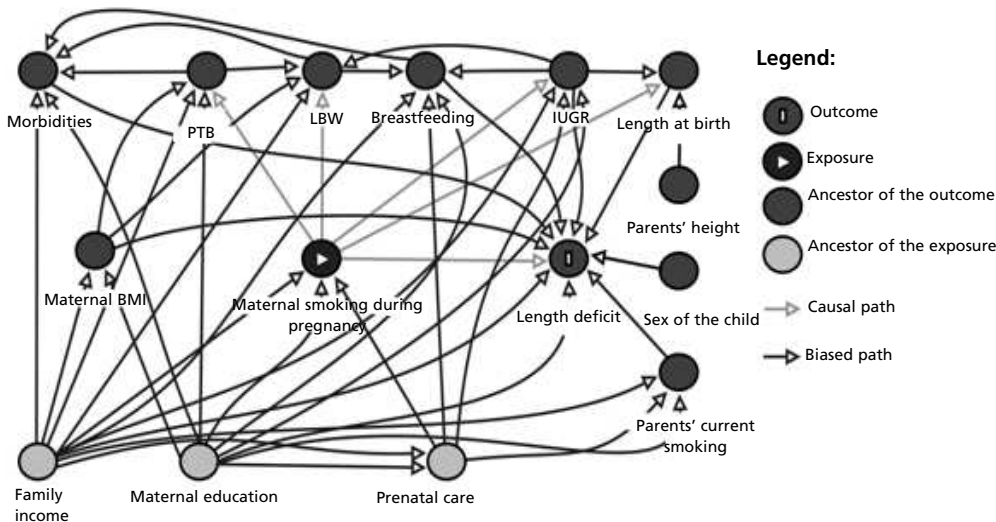 Legend:
Morbidities
PTB
LBW
Breastfeeding
IUGR
Length at birth
Outcome
Exposure
Ancestor of the outcome
Parents' height
Ancestor of the exposure
Maternal BMI
Maternal smoking during
pregnancy
Length deficit
Sex of the child
Causal path
Biased path
Parents' current
smoking
Family
income
Maternal education
Prenatal care